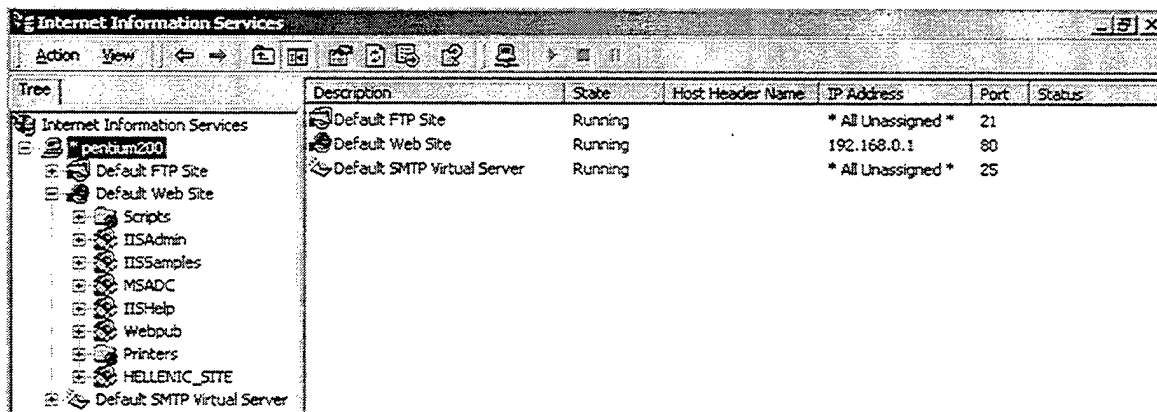 Internet Information Services
Action View
Tree
Description State Host Header Name IP Address Port Status
Internet Information Services
* pentium200
Default FTP Site
Default Web Site
Scripts
IISAdmin
IISSamples
MSADC
IISHelp
Webpub
Printers
HELLENIC_SITE
Default SMTP Virtual Server
Default FTP Site Running * All Unassigned * 21
Default Web Site Running 192.168.0.1 80
Default SMTP Virtual Server Running * All Unassigned * 25